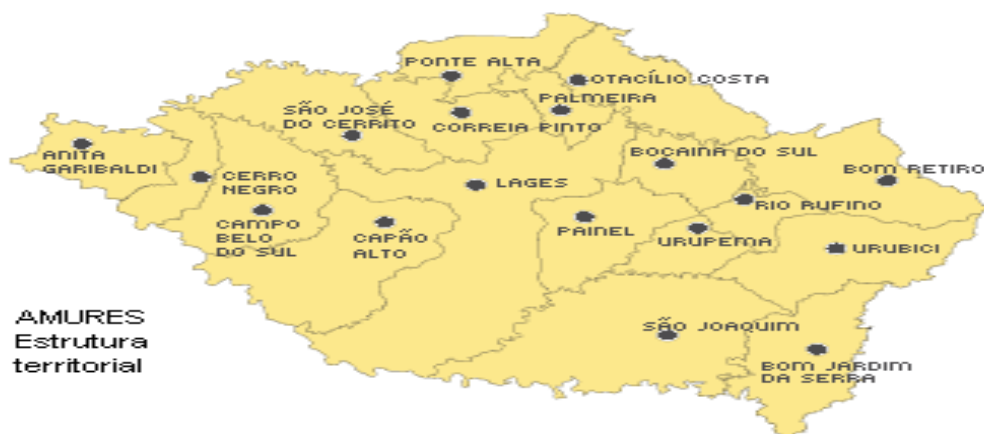 PONTE ALTA
OTACÍLIO COSTA
PALMEIRA
SÃO JOSÉ
DO CERRITO
CORREIA PINTO
ANITA
GARIBALDI
BOCAINA DO SUL
BOM RETIRO
CERRO
NEGRO
LAGES
RIO RUFINO
CAMPO
BELO
DO SUL
CAPÃO
ALTO
PAINEL
URUPEMA
URUBICI
AMURES
Estrutura
territorial
SÃO JOAQUIM
BOM JARDIM
DA SERRA